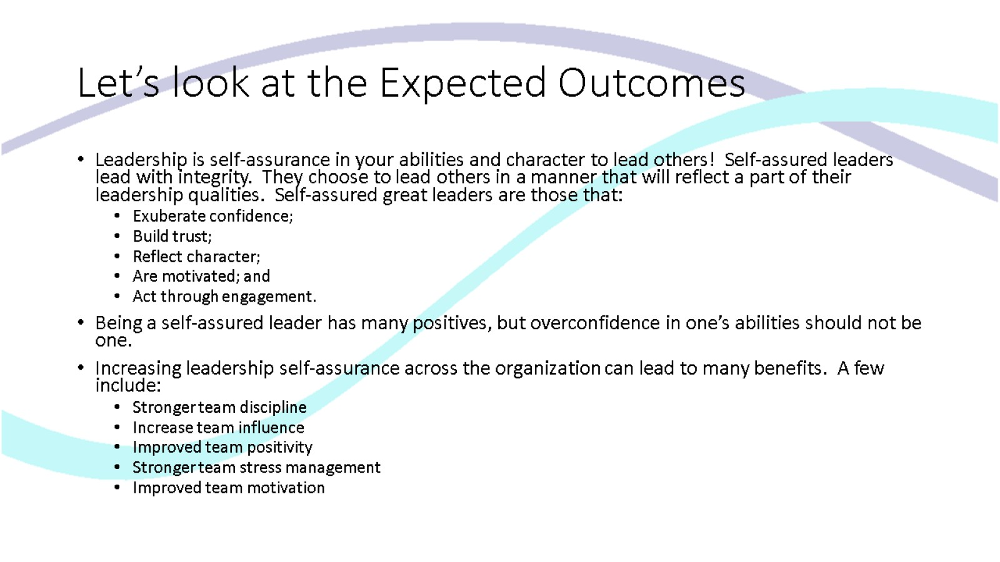 Let’s look at the Expected Outcomes
• Leadership is self-assurance in your abilities and character to lead others!  Self-assured leaders
lead with integrity.  They choose to lead others in a manner that will reflect a part of their
leadership qualities.  Self-assured great leaders are those that:
• Exuberate confidence;
• Build trust;
• Reflect character;
• Are motivated; and
• Act through engagement.
• Being a self-assured leader has many positives, but overconfidence in one’s abilities should not be
one.
• Increasing leadership self-assurance across the organization can lead to many benefits.  A few
include:
• Stronger team discipline
• Increase team influence
• Improved team positivity
• Stronger team stress management
• Improved team motivation